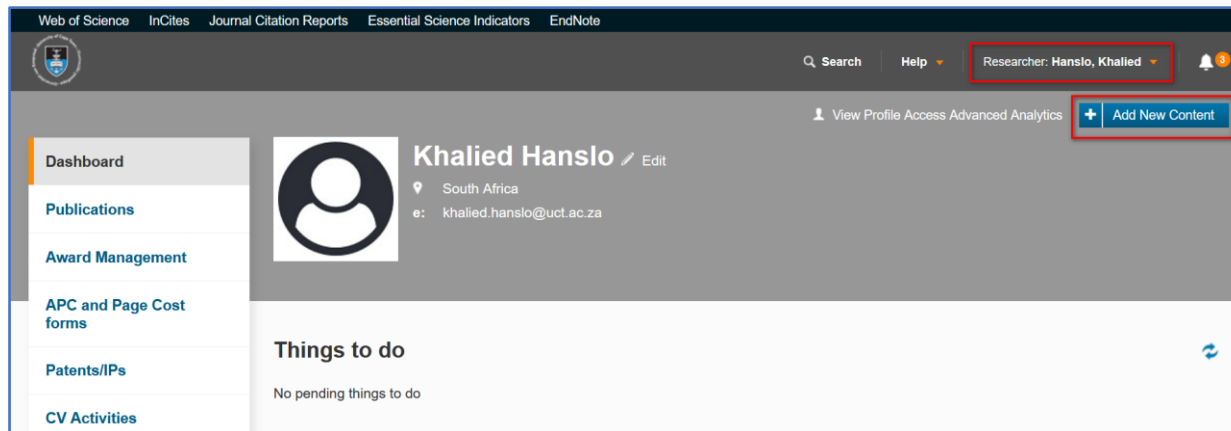 Web of Science InCites Journal Citation Reports Essential Science Indicators EndNote
Search Help Researcher: Hanslo, Khalied 3
View Profile Access Advanced Analytics + Add New Content
Dashboard
Publications
Award Management
APC and Page Cost
forms
Patents/IPs
CV Activities
Khalied Hanslo Edit
South Africa
e: khalied.hanslo@uct.ac.za
Things to do
No pending things to do